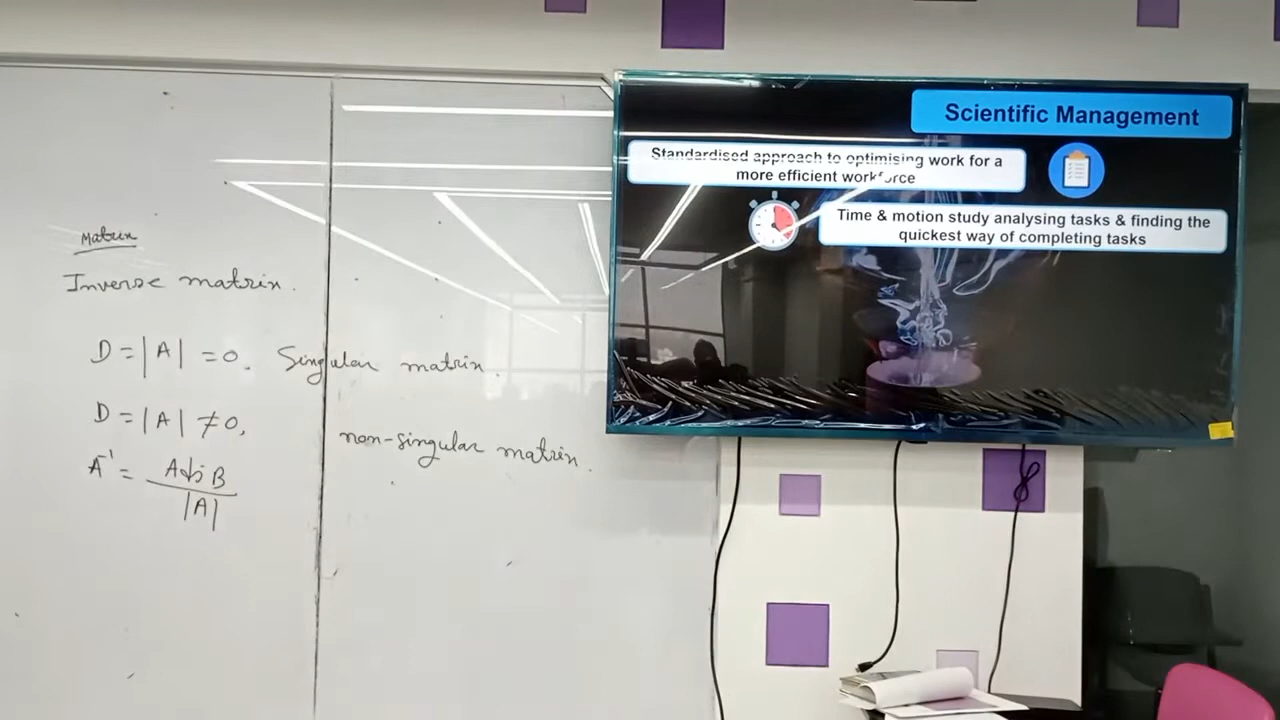 Matrix
Inverse matrix.
D = |A| = 0. Singular matrix.
D = |A| ≠ 0, non-singular matrix.
A⁻¹ = Adj B / |A|
Scientific Management
Standardised approach to optimising work for a
more efficient workforce
Time & motion study analysing tasks & finding the
quickest way of completing tasks